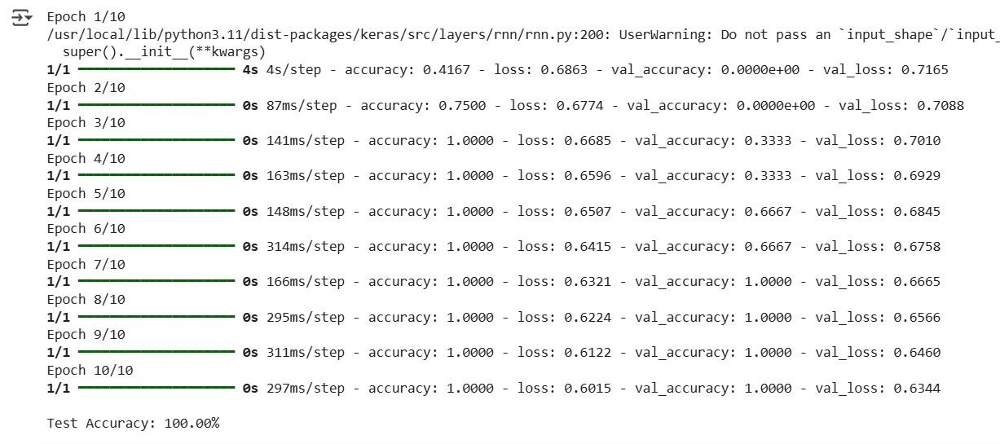 Epoch 1/10
/usr/local/lib/python3.11/dist-packages/keras/src/layers/rnn/rnn.py:200: UserWarning: Do not pass an `input_shape`/`input_
super().__init__(**kwargs)
1/1 ━━━━━━━━━━━━━━━━━━━━ 4s 4s/step - accuracy: 0.4167 - loss: 0.6863 - val_accuracy: 0.0000e+00 - val_loss: 0.7165
Epoch 2/10
1/1 ━━━━━━━━━━━━━━━━━━━━ 0s 87ms/step - accuracy: 0.7500 - loss: 0.6774 - val_accuracy: 0.0000e+00 - val_loss: 0.7088
Epoch 3/10
1/1 ━━━━━━━━━━━━━━━━━━━━ 0s 141ms/step - accuracy: 1.0000 - loss: 0.6685 - val_accuracy: 0.3333 - val_loss: 0.7010
Epoch 4/10
1/1 ━━━━━━━━━━━━━━━━━━━━ 0s 163ms/step - accuracy: 1.0000 - loss: 0.6596 - val_accuracy: 0.3333 - val_loss: 0.6929
Epoch 5/10
1/1 ━━━━━━━━━━━━━━━━━━━━ 0s 148ms/step - accuracy: 1.0000 - loss: 0.6507 - val_accuracy: 0.6667 - val_loss: 0.6845
Epoch 6/10
1/1 ━━━━━━━━━━━━━━━━━━━━ 0s 314ms/step - accuracy: 1.0000 - loss: 0.6415 - val_accuracy: 0.6667 - val_loss: 0.6758
Epoch 7/10
1/1 ━━━━━━━━━━━━━━━━━━━━ 0s 166ms/step - accuracy: 1.0000 - loss: 0.6321 - val_accuracy: 1.0000 - val_loss: 0.6665
Epoch 8/10
1/1 ━━━━━━━━━━━━━━━━━━━━ 0s 295ms/step - accuracy: 1.0000 - loss: 0.6224 - val_accuracy: 1.0000 - val_loss: 0.6566
Epoch 9/10
1/1 ━━━━━━━━━━━━━━━━━━━━ 0s 311ms/step - accuracy: 1.0000 - loss: 0.6122 - val_accuracy: 1.0000 - val_loss: 0.6460
Epoch 10/10
1/1 ━━━━━━━━━━━━━━━━━━━━ 0s 297ms/step - accuracy: 1.0000 - loss: 0.6015 - val_accuracy: 1.0000 - val_loss: 0.6344
Test Accuracy: 100.00%